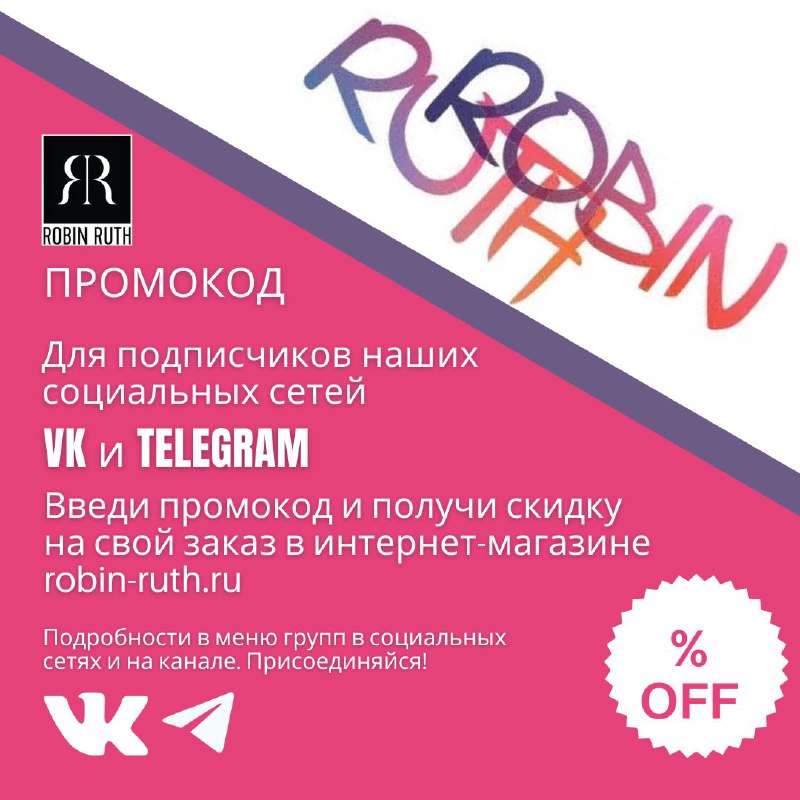 ROBIN
RUTH
RR
ROBIN RUTH
ПРОМОКОД
Для подписчиков наших
социальных сетей
VK и TELEGRAM
Введи промокод и получи скидку
на свой заказ в интернет-магазине
robin-ruth.ru
Подробности в меню групп в социальных
сетях и на канале. Присоединяйся!
%
OFF